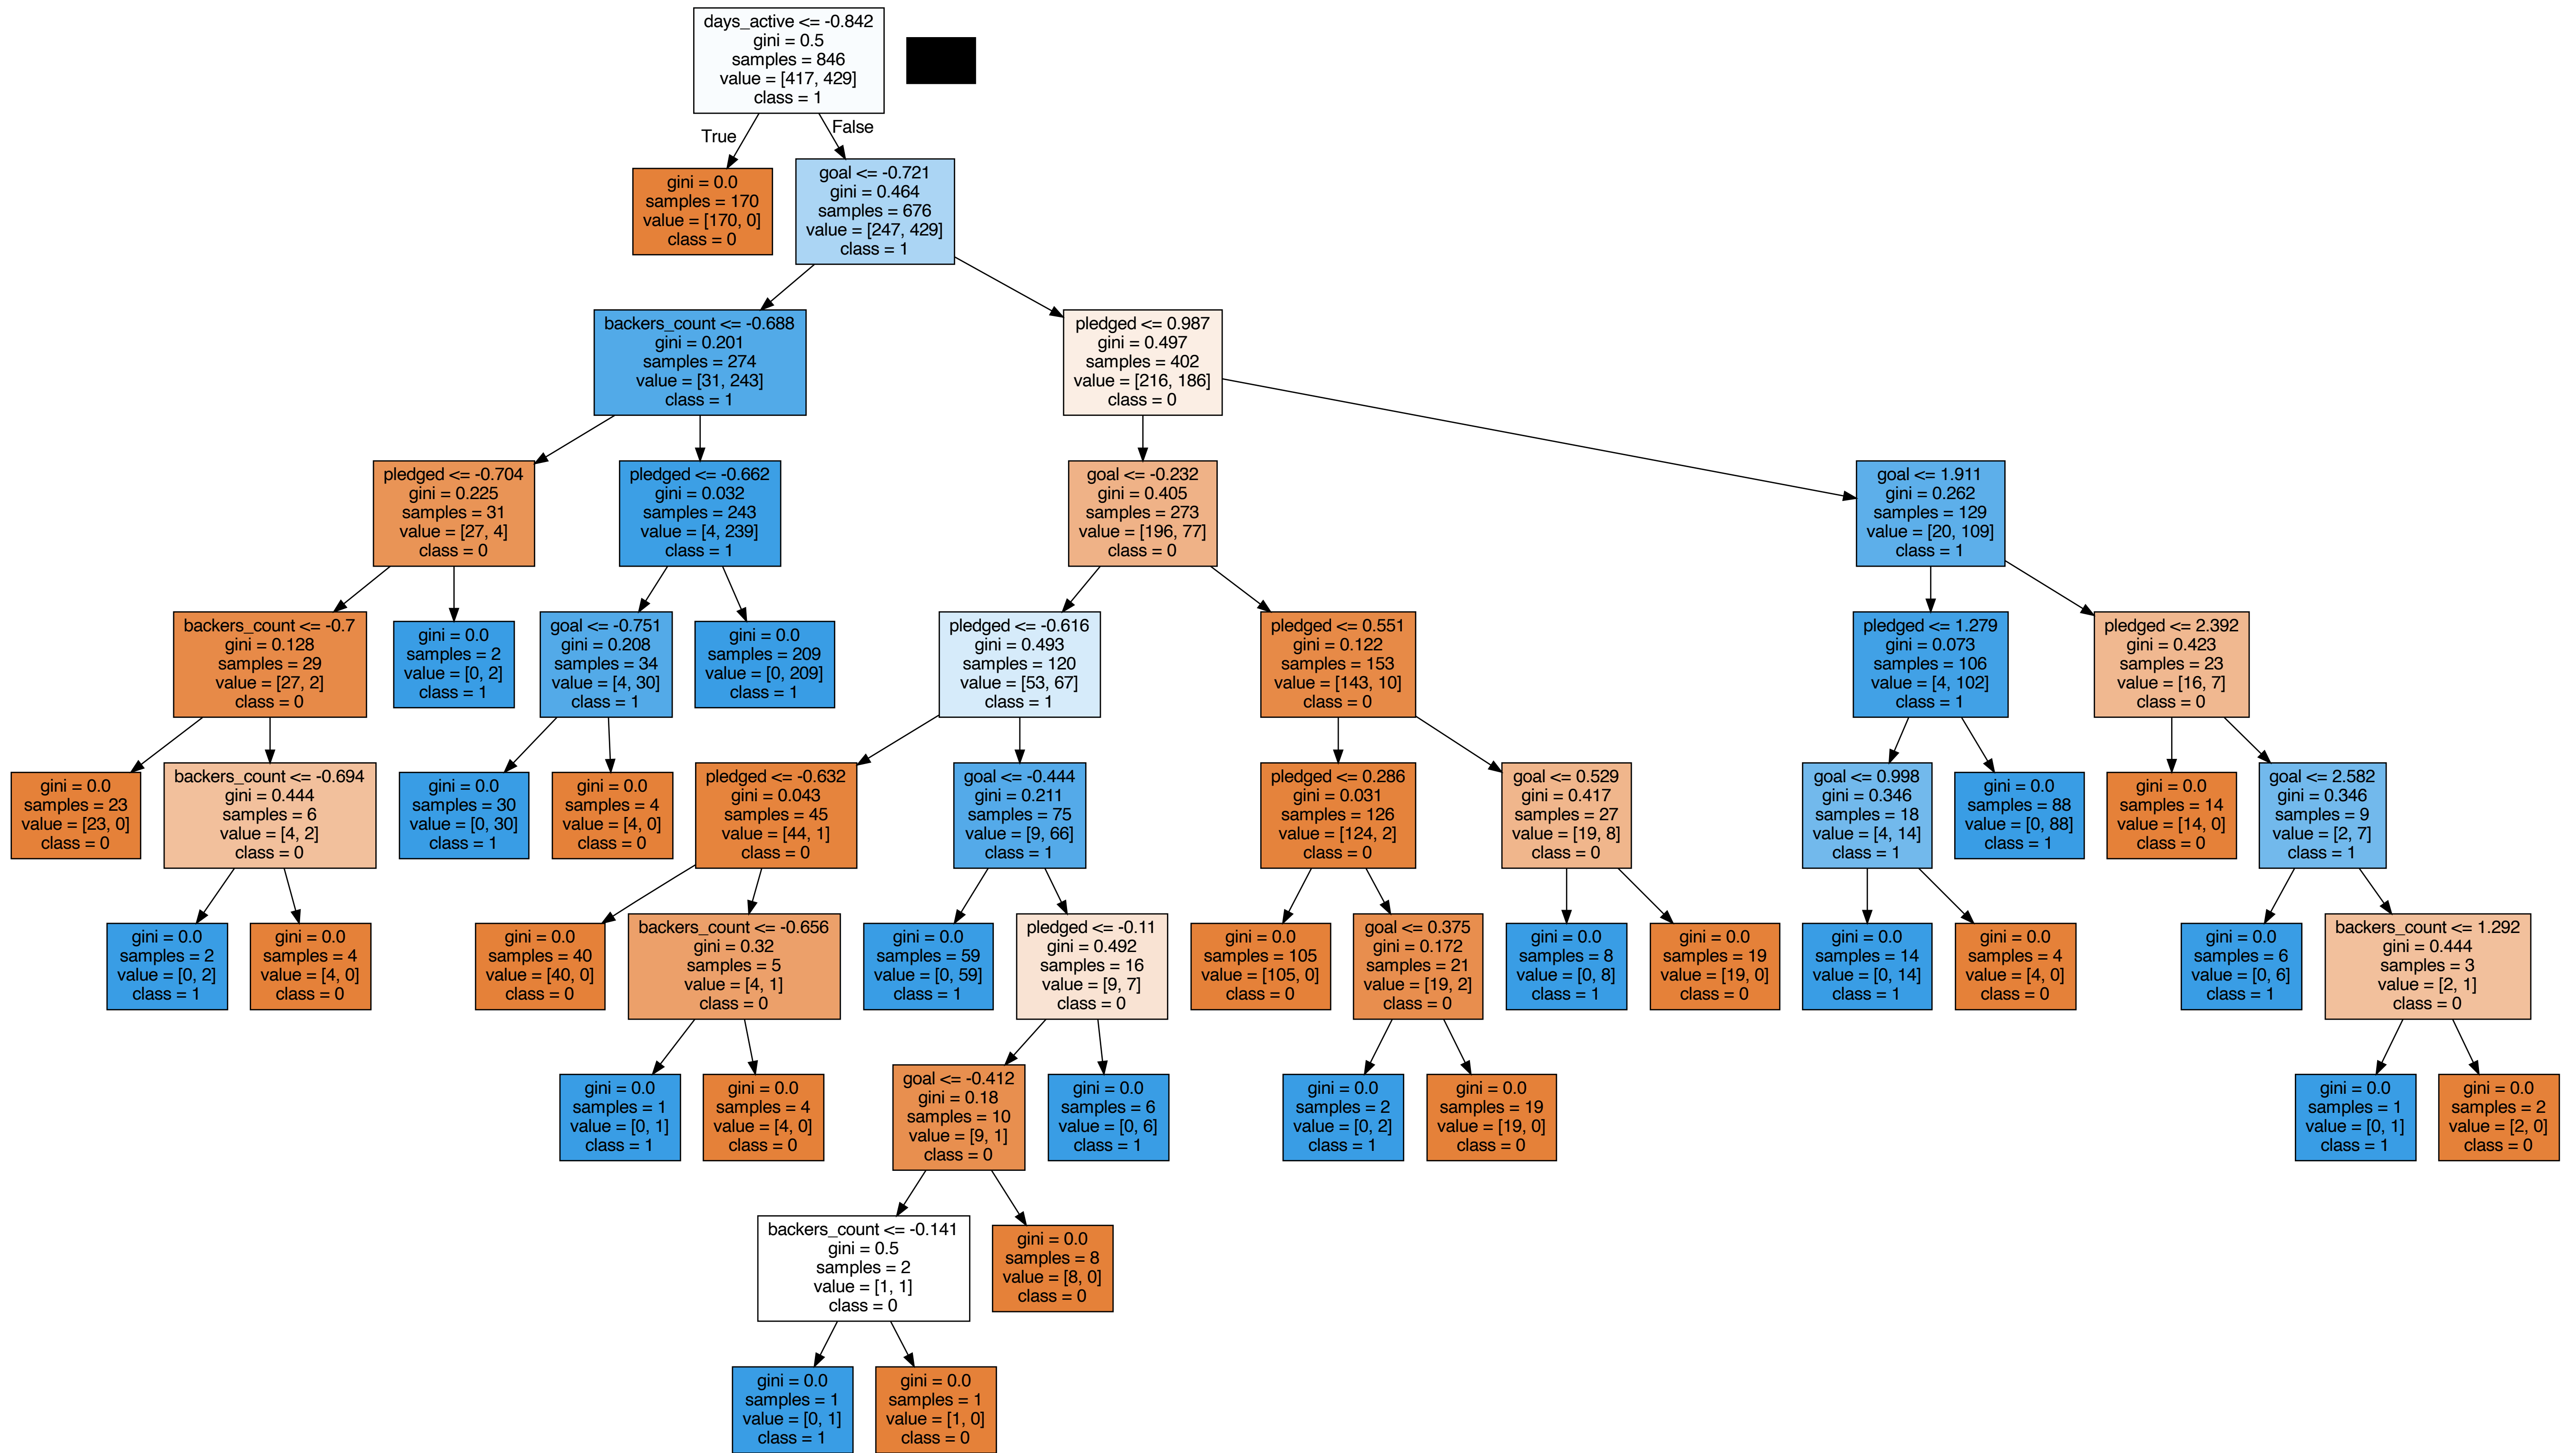 days_active <= -0.842
gini = 0.5
samples = 846
value = [417, 429]
class = 1
True
False
gini = 0.0
samples = 170
value = [170, 0]
class = 0
goal <= -0.721
gini = 0.464
samples = 676
value = [247, 429]
class = 1
backers_count <= -0.688
gini = 0.201
samples = 274
value = [31, 243]
class = 1
pledged <= 0.987
gini = 0.497
samples = 402
value = [216, 186]
class = 0
pledged <= -0.704
gini = 0.225
samples = 31
value = [27, 4]
class = 0
pledged <= -0.662
gini = 0.032
samples = 243
value = [4, 239]
class = 1
goal <= -0.232
gini = 0.405
samples = 273
value = [196, 77]
class = 0
goal <= 1.911
gini = 0.262
samples = 129
value = [20, 109]
class = 1
backers_count <= -0.7
gini = 0.128
samples = 29
value = [27, 2]
class = 0
gini = 0.0
samples = 2
value = [0, 2]
class = 1
goal <= -0.751
gini = 0.208
samples = 34
value = [4, 30]
class = 1
gini = 0.0
samples = 209
value = [0, 209]
class = 1
pledged <= -0.616
gini = 0.493
samples = 120
value = [53, 67]
class = 1
pledged <= 0.551
gini = 0.122
samples = 153
value = [143, 10]
class = 0
pledged <= 1.279
gini = 0.073
samples = 106
value = [4, 102]
class = 1
pledged <= 2.392
gini = 0.423
samples = 23
value = [16, 7]
class = 0
gini = 0.0
samples = 23
value = [23, 0]
class = 0
backers_count <= -0.694
gini = 0.444
samples = 6
value = [4, 2]
class = 0
gini = 0.0
samples = 30
value = [0, 30]
class = 1
gini = 0.0
samples = 4
value = [4, 0]
class = 0
pledged <= -0.632
gini = 0.043
samples = 45
value = [44, 1]
class = 0
goal <= -0.444
gini = 0.211
samples = 75
value = [9, 66]
class = 1
pledged <= 0.286
gini = 0.031
samples = 126
value = [124, 2]
class = 0
goal <= 0.529
gini = 0.417
samples = 27
value = [19, 8]
class = 0
goal <= 0.998
gini = 0.346
samples = 18
value = [4, 14]
class = 1
gini = 0.0
samples = 88
value = [0, 88]
class = 1
gini = 0.0
samples = 14
value = [14, 0]
class = 0
goal <= 2.582
gini = 0.346
samples = 9
value = [2, 7]
class = 1
gini = 0.0
samples = 2
value = [0, 2]
class = 1
gini = 0.0
samples = 4
value = [4, 0]
class = 0
gini = 0.0
samples = 40
value = [40, 0]
class = 0
backers_count <= -0.656
gini = 0.32
samples = 5
value = [4, 1]
class = 0
gini = 0.0
samples = 59
value = [0, 59]
class = 1
pledged <= -0.11
gini = 0.492
samples = 16
value = [9, 7]
class = 0
gini = 0.0
samples = 105
value = [105, 0]
class = 0
goal <= 0.375
gini = 0.172
samples = 21
value = [19, 2]
class = 0
gini = 0.0
samples = 8
value = [0, 8]
class = 1
gini = 0.0
samples = 19
value = [19, 0]
class = 0
gini = 0.0
samples = 14
value = [0, 14]
class = 1
gini = 0.0
samples = 4
value = [4, 0]
class = 0
gini = 0.0
samples = 6
value = [0, 6]
class = 1
backers_count <= 1.292
gini = 0.444
samples = 3
value = [2, 1]
class = 0
gini = 0.0
samples = 1
value = [0, 1]
class = 1
gini = 0.0
samples = 4
value = [4, 0]
class = 0
goal <= -0.412
gini = 0.18
samples = 10
value = [9, 1]
class = 0
gini = 0.0
samples = 6
value = [0, 6]
class = 1
gini = 0.0
samples = 2
value = [0, 2]
class = 1
gini = 0.0
samples = 19
value = [19, 0]
class = 0
gini = 0.0
samples = 1
value = [0, 1]
class = 1
gini = 0.0
samples = 2
value = [2, 0]
class = 0
backers_count <= -0.141
gini = 0.5
samples = 2
value = [1, 1]
class = 0
gini = 0.0
samples = 8
value = [8, 0]
class = 0
gini = 0.0
samples = 1
value = [0, 1]
class = 1
gini = 0.0
samples = 1
value = [1, 0]
class = 0